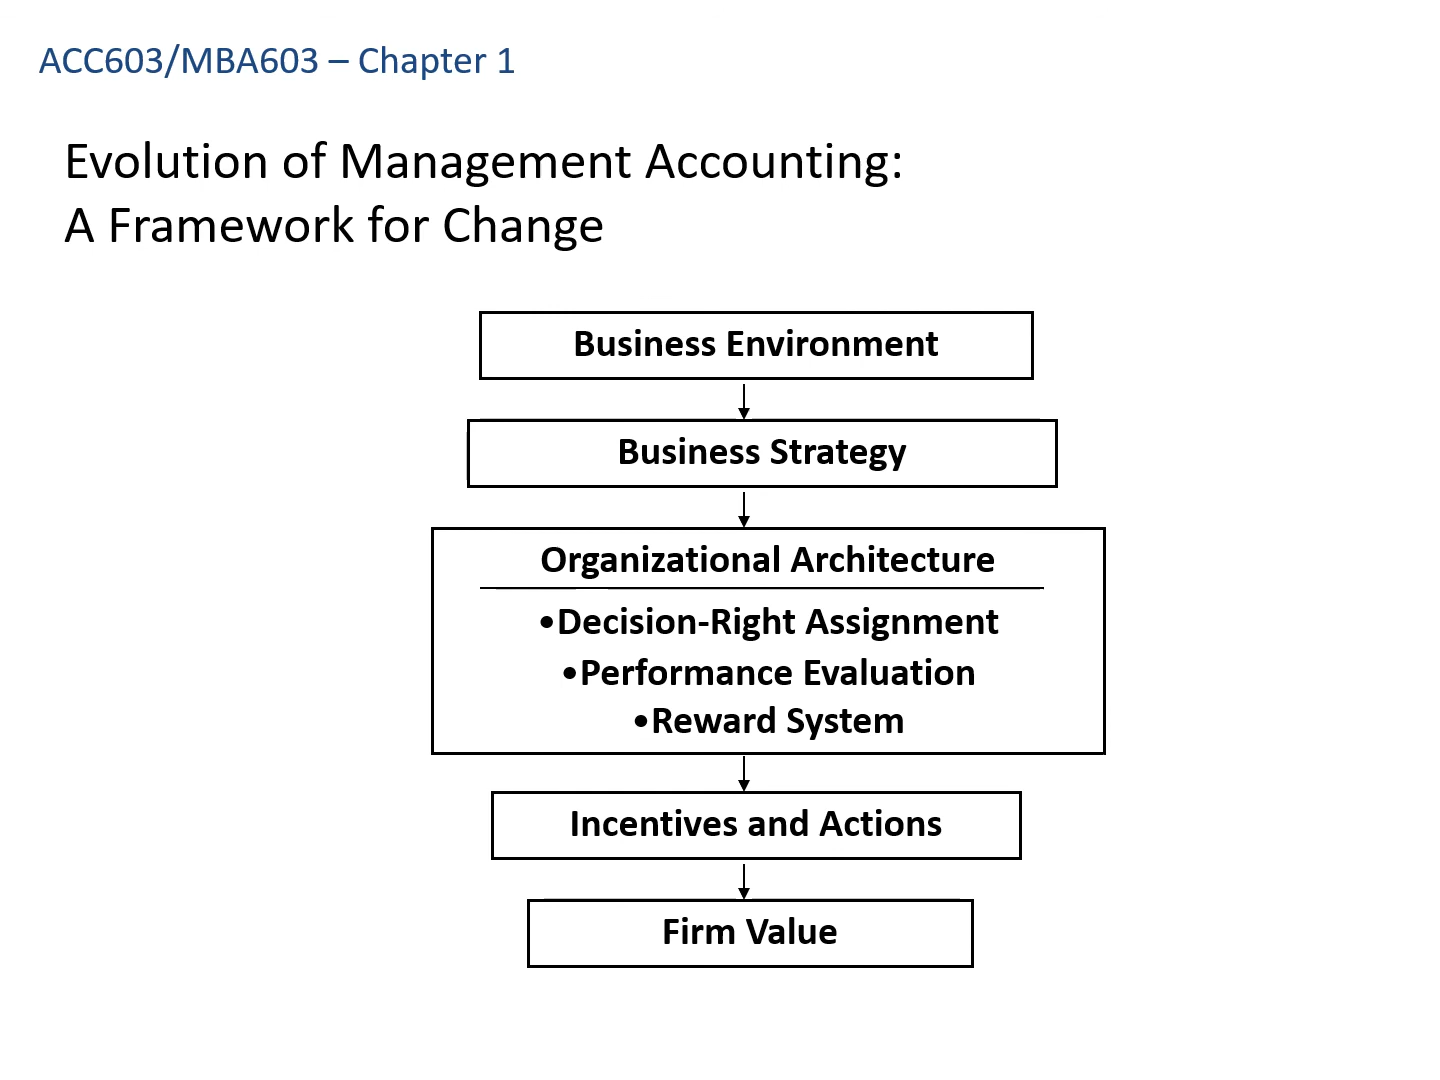 ACC603/MBA603 – Chapter 1
Evolution of Management Accounting:
A Framework for Change
Business Environment
Business Strategy
Organizational Architecture
•Decision-Right Assignment
•Performance Evaluation
•Reward System
Incentives and Actions
Firm Value